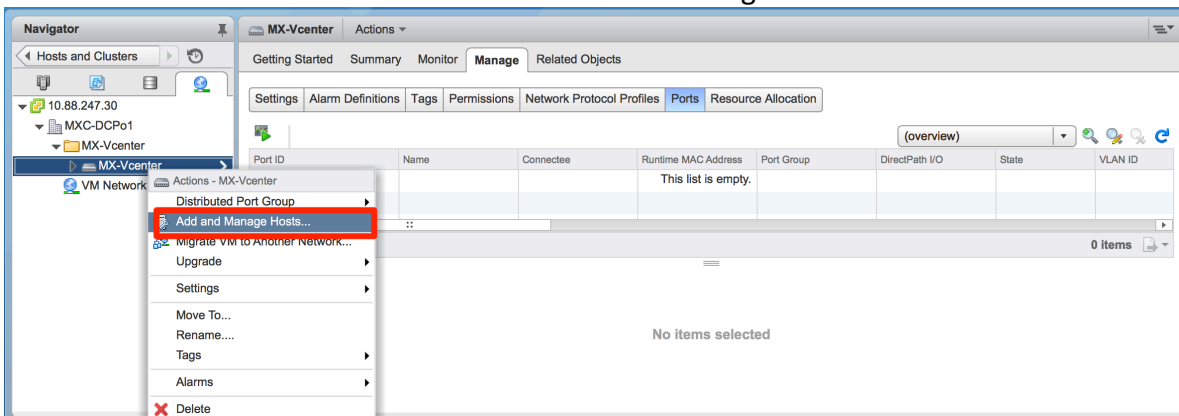 Navigator
MX-Vcenter Actions
Hosts and Clusters
Getting Started Summary Monitor Manage Related Objects
Settings Alarm Definitions Tags Permissions Network Protocol Profiles Ports Resource Allocation
10.88.247.30
MXC-DCPo1
MX-Vcenter
MX-Vcenter
VM Network
(overview)
Port ID Name Connectee Runtime MAC Address Port Group DirectPath I/O State VLAN ID
This list is empty.
0 items
No items selected
Actions - MX-Vcenter
Distributed Port Group
Add and Manage Hosts...
Migrate VM to Another Network...
Upgrade
Settings
Move To...
Rename....
Tags
Alarms
Delete